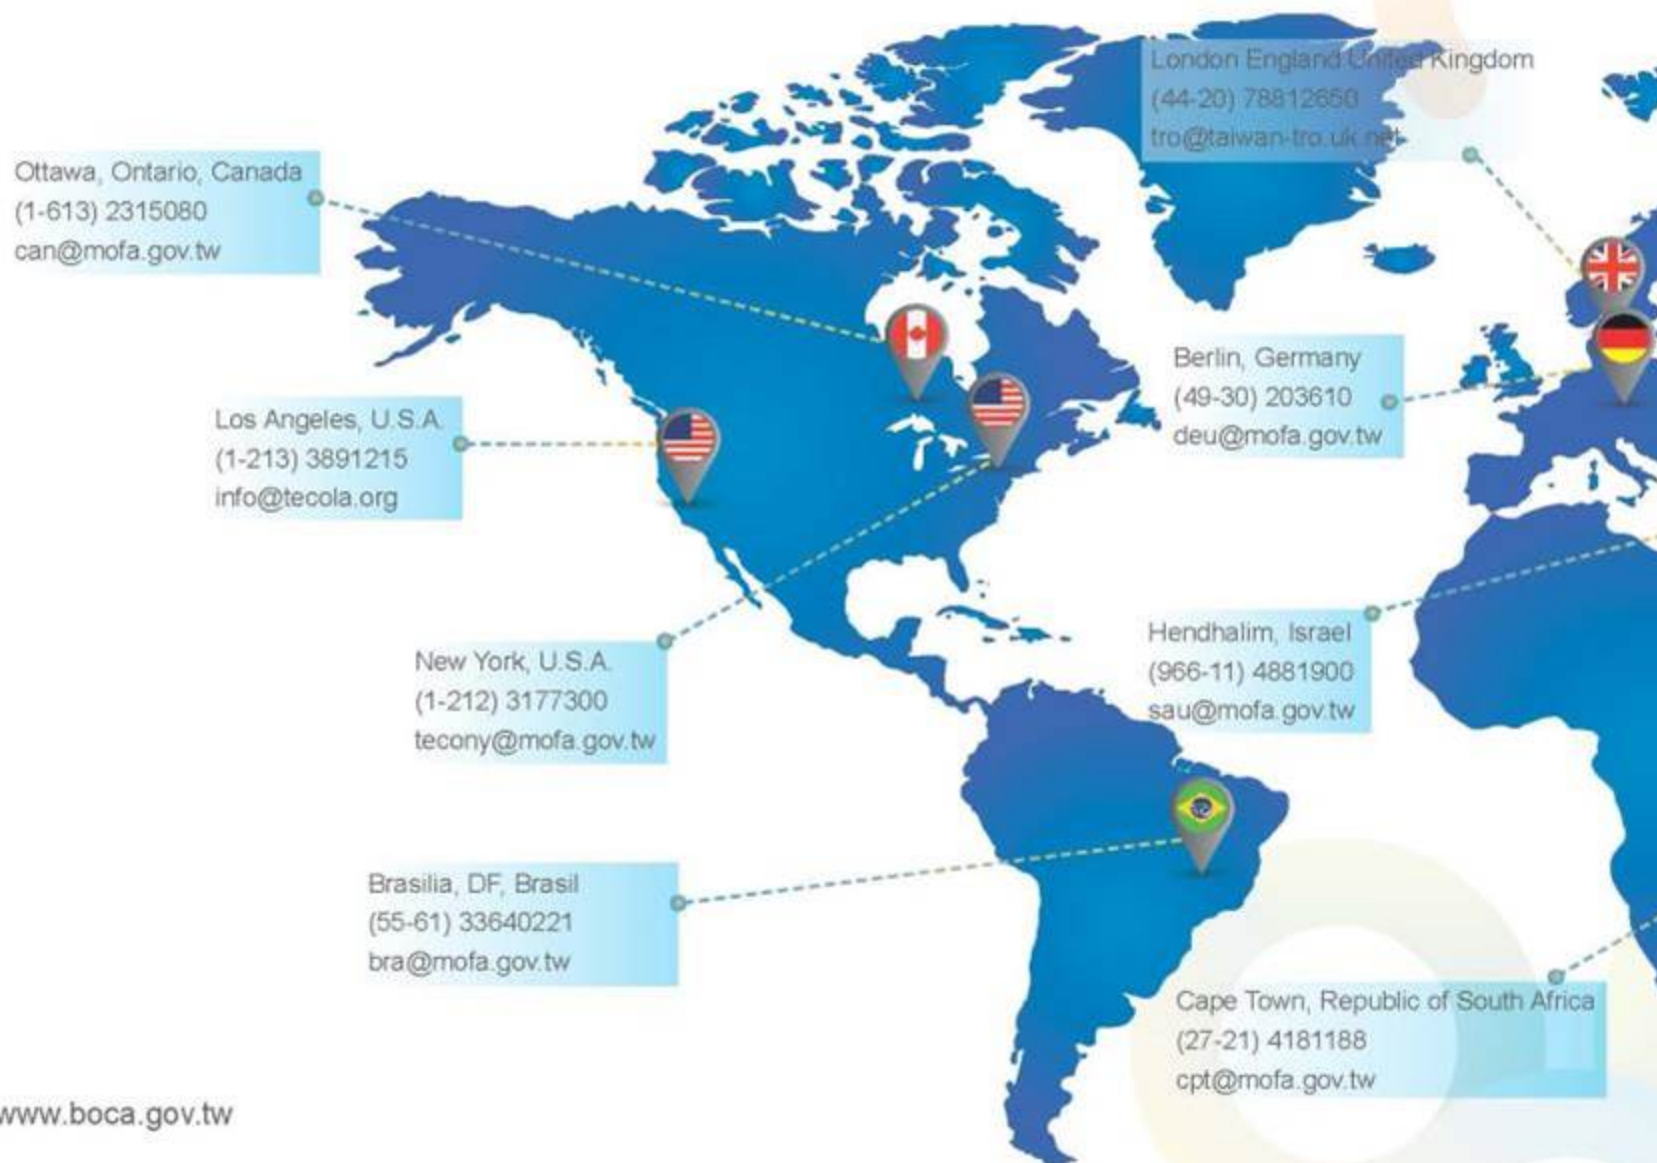 London England United Kingdom
(44-20) 78812650
tro@taiwan-tro.uk.net
Ottawa, Ontario, Canada
(1-613) 2315080
can@mofa.gov.tw
Berlin, Germany
(49-30) 203610
deu@mofa.gov.tw
Los Angeles, U.S.A.
(1-213) 3891215
info@tecola.org
Hendhalim, Israel
(966-11) 4881900
sau@mofa.gov.tw
New York, U.S.A.
(1-212) 3177300
tecony@mofa.gov.tw
Brasilia, DF, Brasil
(55-61) 33640221
bra@mofa.gov.tw
Cape Town, Republic of South Africa
(27-21) 4181188
cpt@mofa.gov.tw
www.boca.gov.tw